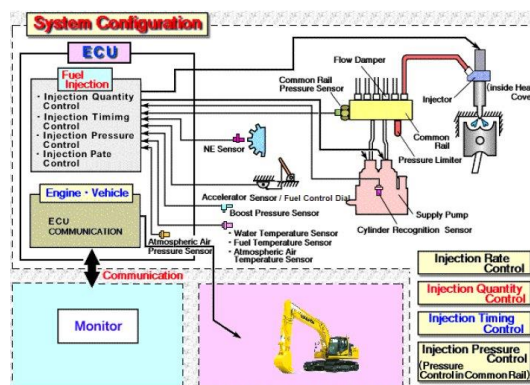 System Configuration
ECU
Fuel
Injection
· Injection Quantity
Control
· Injection Timing
Control
· Injection Pressure
Control
· Injection Pate
Control
Engine · Vehicle
ECU
COMMUNICATION
Communication
Monitor
Flow Damper
Common Rail
Pressure Sensor
Injector
(inside Head
Cover
Common
Rail
Pressure Limiter
NE Sensor
Accelerator Sensor / Fuel Control Dial
Boost Pressure Sensor
Supply Pump
Cylinder Recognition Sensor
· Water Temperature Sensor
· Fuel Temperature Sensor
· Atmospheric Air
Temperature Sensor
Atmospheric Air
Pressure Sensor
Injection Rate
Control
Injection Quantity
Control
Injection Timing
Control
Injection Pressure
Control
(Pressure
Control in Common Rail)